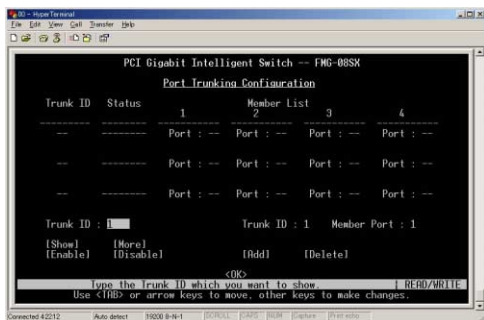 00 - HyperTerminal
File Edit View Call Transfer Help
PCI Gigabit Intelligent Switch -- FMG-08SX
Port Trunking Configuration
Trunk ID Status Member List
1 2 3 4
-- -------- Port : -- Port : -- Port : -- Port : --
-- -------- Port : -- Port : -- Port : -- Port : --
-- -------- Port : -- Port : -- Port : -- Port : --
Trunk ID : 1 Trunk ID : 1 Member Port : 1
[Show] [More]
[Enable] [Disable] [Add] [Delete]
<OK>
Type the Trunk ID which you want to show. | READ/WRITE
Use <TAB> or arrow keys to move, other keys to make changes.
Connected 4:22:12 Auto detect 19200 8-N-1 SCROLL CAPS NUM Capture Print echo